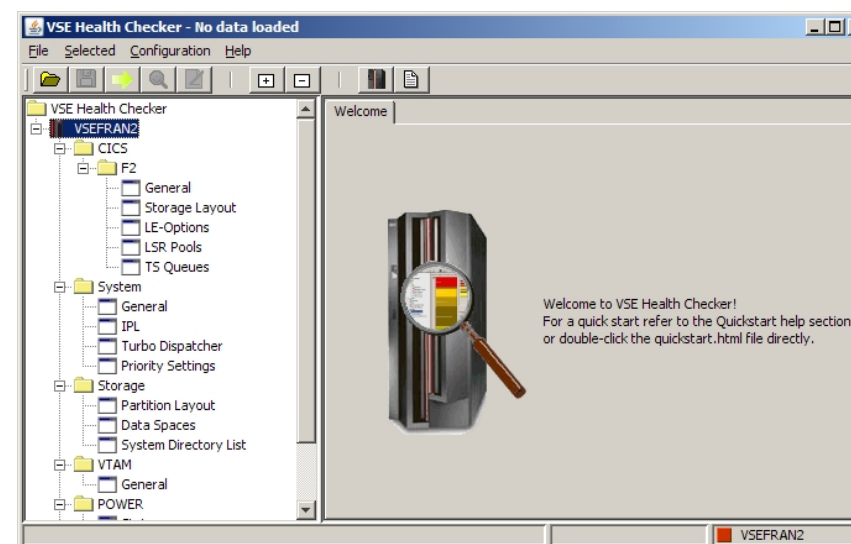 VSE Health Checker - No data loaded
File Selected Configuration Help
VSE Health Checker
VSEFRAN2
CICS
F2
General
Storage Layout
LE-Options
LSR Pools
TS Queues
System
General
IPL
Turbo Dispatcher
Priority Settings
Storage
Partition Layout
Data Spaces
System Directory List
VTAM
General
POWER
Welcome
Welcome to VSE Health Checker!
For a quick start refer to the Quickstart help section
or double-click the quickstart.html file directly.
VSEFRAN2